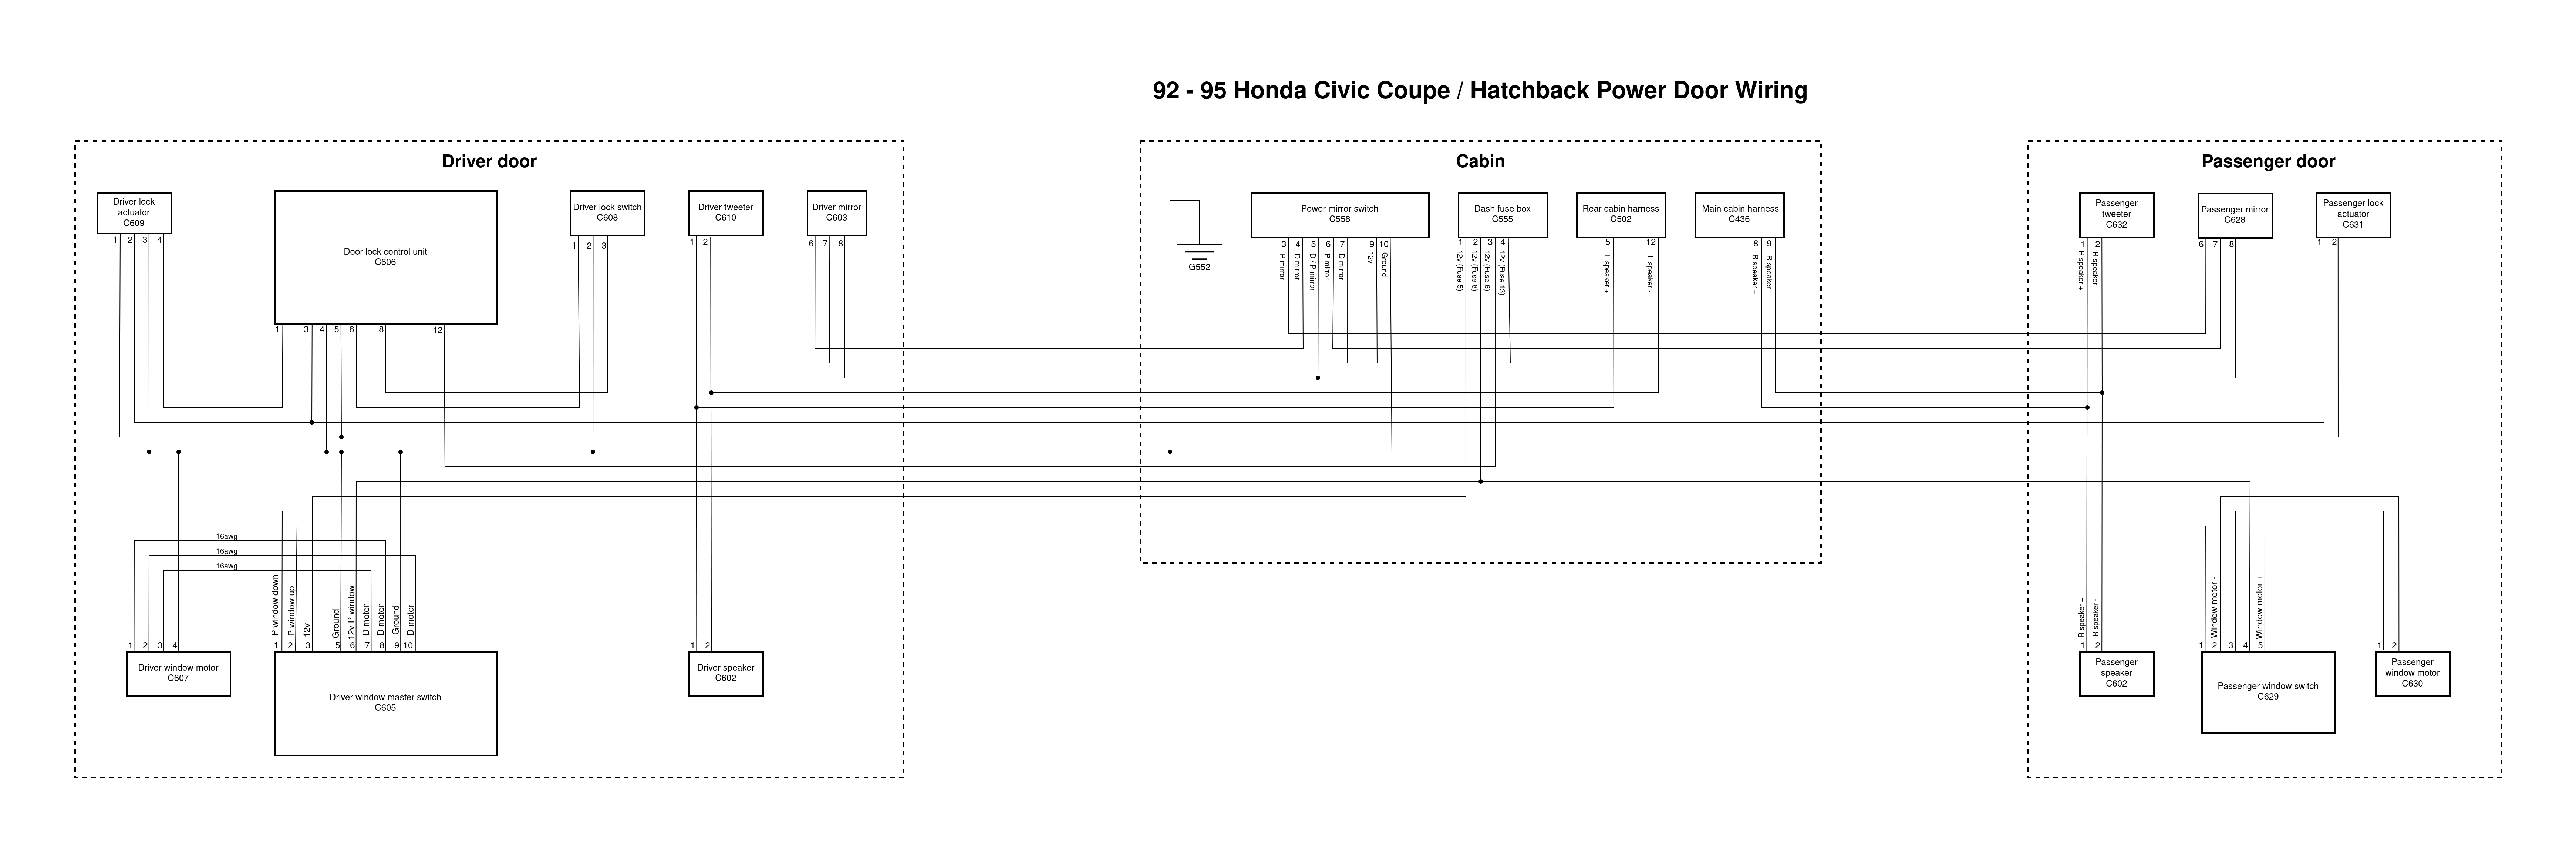 92 - 95 Honda Civic Coupe / Hatchback Power Door Wiring
Driver door
Driver lock
actuator
C609
1 2 3 4
Door lock control unit
C606
1 3 4 5 6 8 12
Driver lock switch
C608
1 2 3
Driver tweeter
C610
1 2
Driver mirror
C603
6 7 8
16awg
16awg
16awg
P window down
P window up
12v
Ground
12v P window
D motor
D motor
Ground
D motor
1 2 3 4
Driver window motor
C607
1 2 3 5 6 7 8 9 10
Driver window master switch
C605
1 2
Driver speaker
C602
Cabin
G552
Power mirror switch
C558
3 4 5 6 7 9 10
P mirror
D mirror
D / P mirror
P mirror
D mirror
12v
Ground
Dash fuse box
C555
1 2 3 4
12v (Fuse 5)
12v (Fuse 8)
12v (Fuse 6)
12v (Fuse 13)
Rear cabin harness
C502
5 12
L speaker +
L speaker -
Main cabin harness
C436
8 9
R speaker +
R speaker -
Passenger door
Passenger
tweeter
C632
1 2
R speaker +
R speaker -
Passenger mirror
C628
6 7 8
Passenger lock
actuator
C631
1 2
R speaker +
R speaker -
1 2
Passenger
speaker
C602
Window motor -
Window motor +
1 2 3 4 5
Passenger window switch
C629
1 2
Passenger
window motor
C630